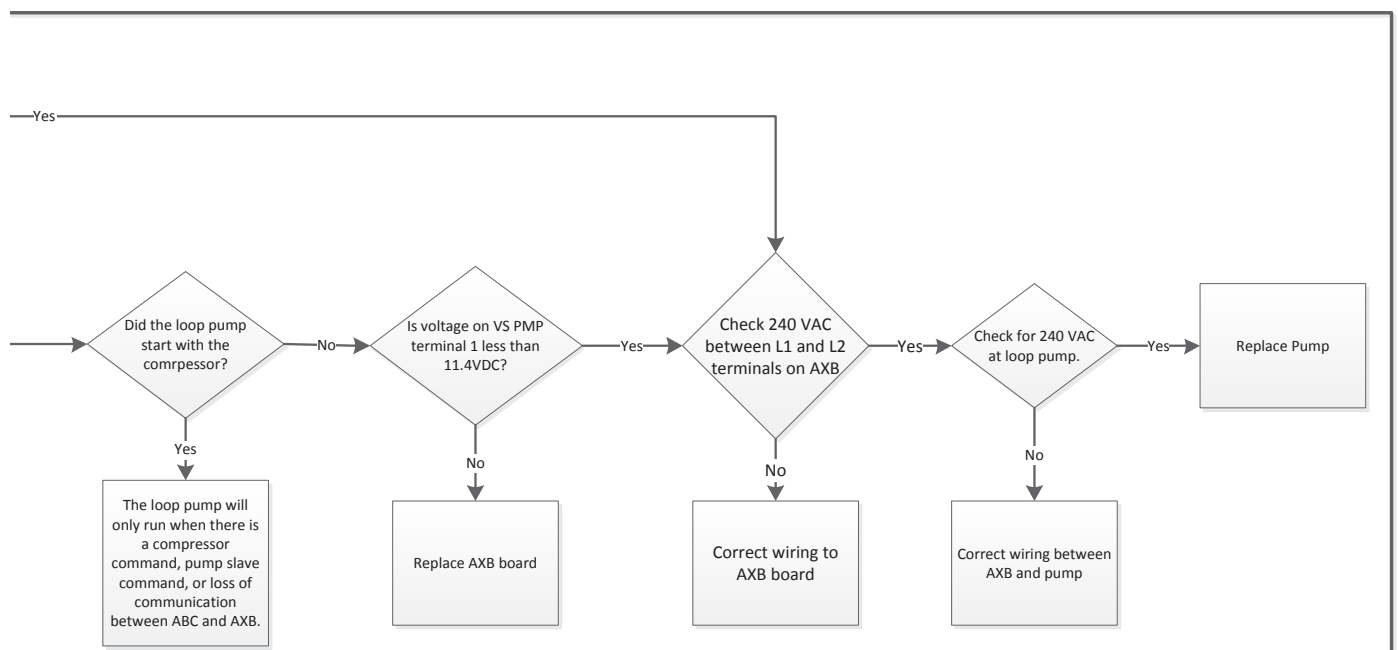 Yes
Did the loop pump
start with the
comrpessor?
No
Is voltage on VS PMP
terminal 1 less than
11.4VDC?
Yes
Check 240 VAC
between L1 and L2
terminals on AXB
Yes
Check for 240 VAC
at loop pump.
Yes
Replace Pump
Yes
No
No
No
The loop pump will
only run when there is
a compressor
command, pump slave
command, or loss of
communication
between ABC and AXB.
Replace AXB board
Correct wiring to
AXB board
Correct wiring between
AXB and pump